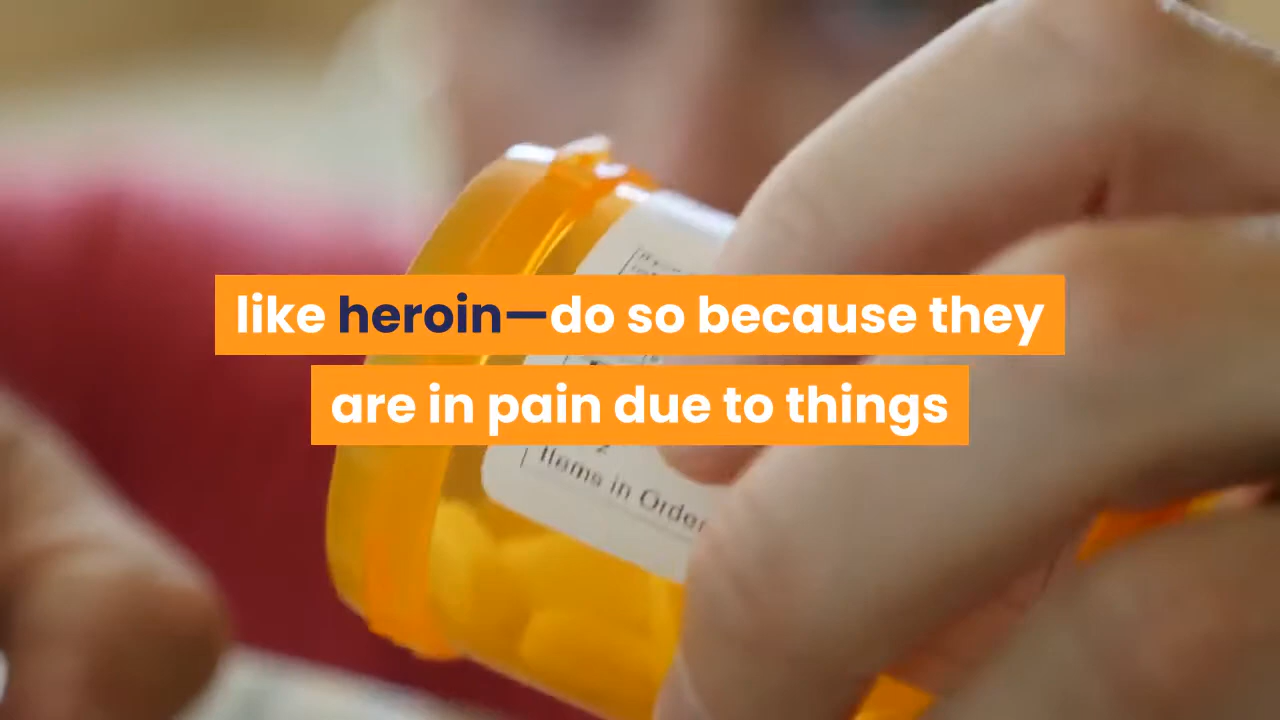 like heroin—do so because they
are in pain due to things
Items in Order